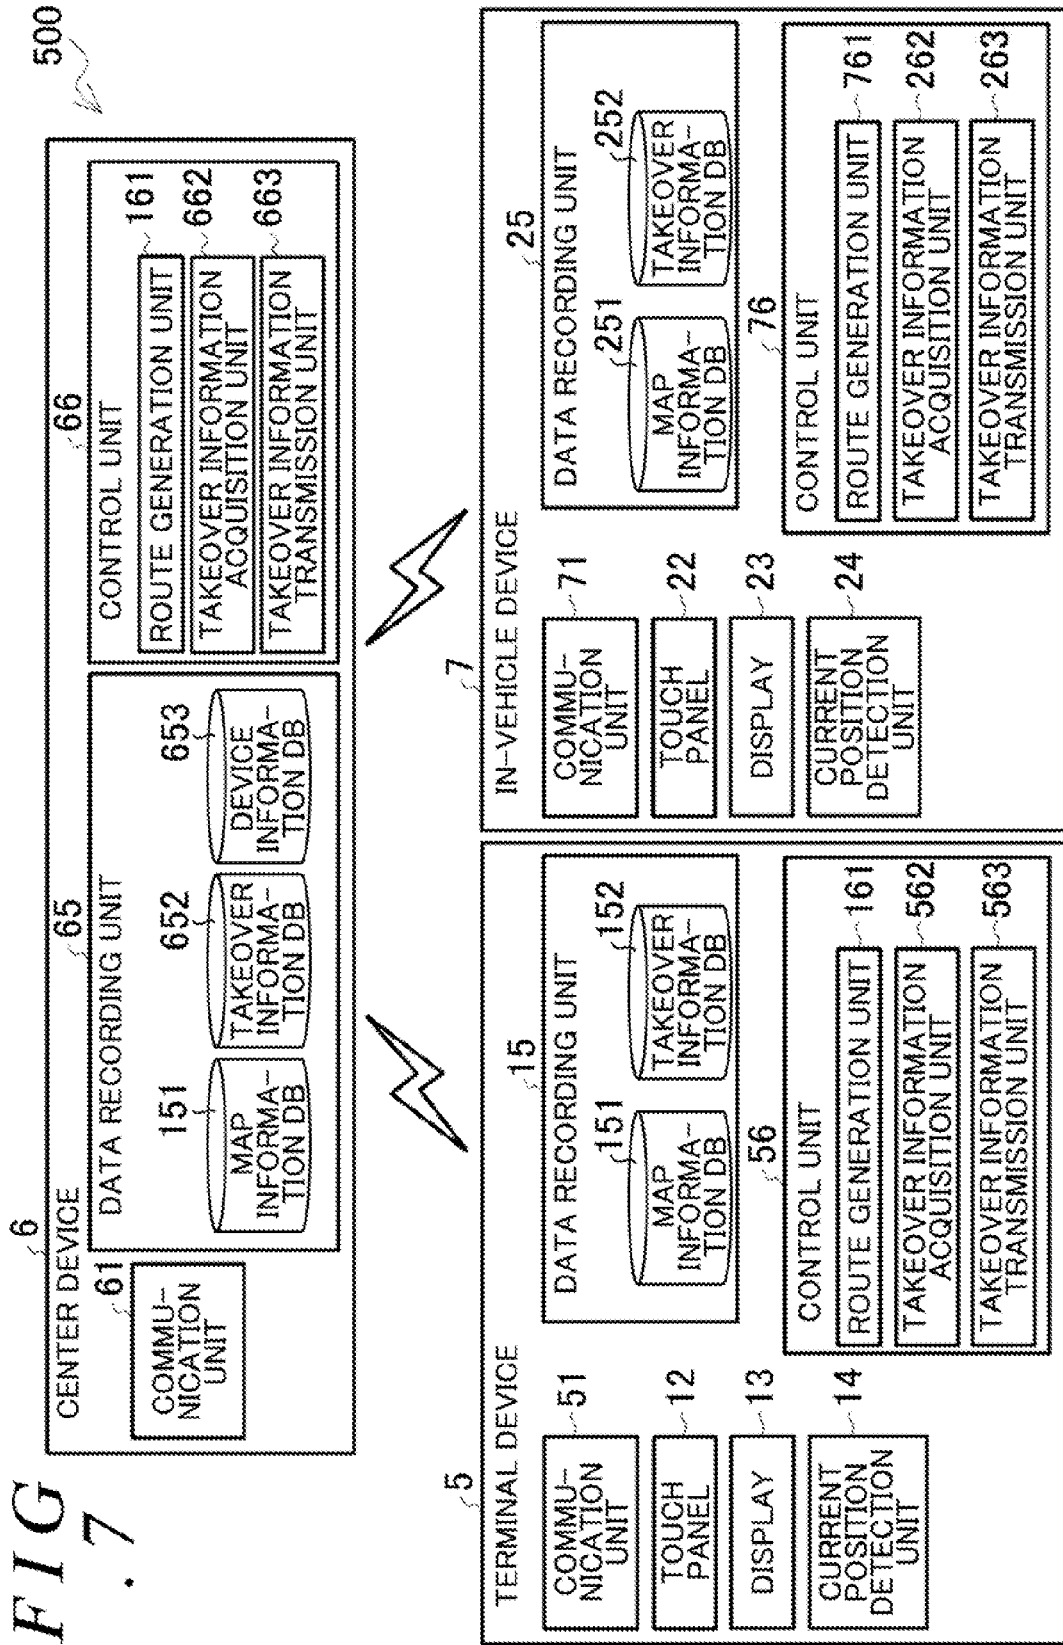 FIG. 7
500
6
CENTER DEVICE
61
COMMU-
NICATION
UNIT
65
DATA RECORDING UNIT
151
MAP
INFORMA-
TION DB
652
TAKEOVER
INFORMA-
TION DB
653
DEVICE
INFORMA-
TION DB
66
CONTROL UNIT
161
ROUTE GENERATION UNIT
662
TAKEOVER INFORMATION
ACQUISITION UNIT
663
TAKEOVER INFORMATION
TRANSMISSION UNIT
5
TERMINAL DEVICE
51
COMMU-
NICATION
UNIT
12
TOUCH
PANEL
13
DISPLAY
14
CURRENT
POSITION
DETECTION
UNIT
15
DATA RECORDING UNIT
151
MAP
INFORMA-
TION DB
152
TAKEOVER
INFORMA-
TION DB
56
CONTROL UNIT
161
ROUTE GENERATION UNIT
562
TAKEOVER INFORMATION
ACQUISITION UNIT
563
TAKEOVER INFORMATION
TRANSMISSION UNIT
7
IN-VEHICLE DEVICE
71
COMMU-
NICATION
UNIT
22
TOUCH
PANEL
23
DISPLAY
24
CURRENT
POSITION
DETECTION
UNIT
25
DATA RECORDING UNIT
251
MAP
INFORMA-
TION DB
252
TAKEOVER
INFORMA-
TION DB
76
CONTROL UNIT
761
ROUTE GENERATION UNIT
262
TAKEOVER INFORMATION
ACQUISITION UNIT
263
TAKEOVER INFORMATION
TRANSMISSION UNIT